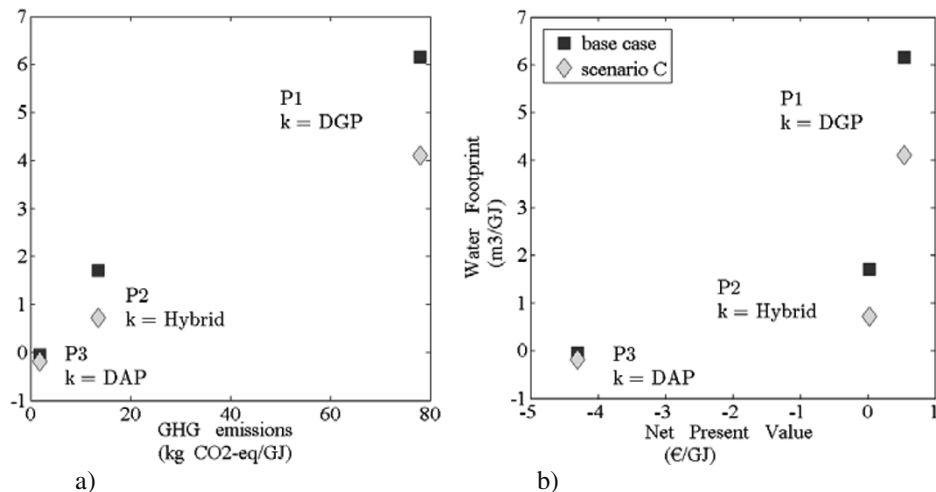 7
6
5
4
3
2
1
0
-1
0
20
40
60
80
P1
k = DGP
P2
k = Hybrid
P3
k = DAP
GHG emissions
(kg CO2-eq/GJ)
a)
7
6
5
4
3
2
1
0
-1
-5
-4
-3
-2
-1
0
1
Water Footprint
(m3/GJ)
base case
scenario C
P1
k = DGP
P2
k = Hybrid
P3
k = DAP
Net Present Value
(€/GJ)
b)